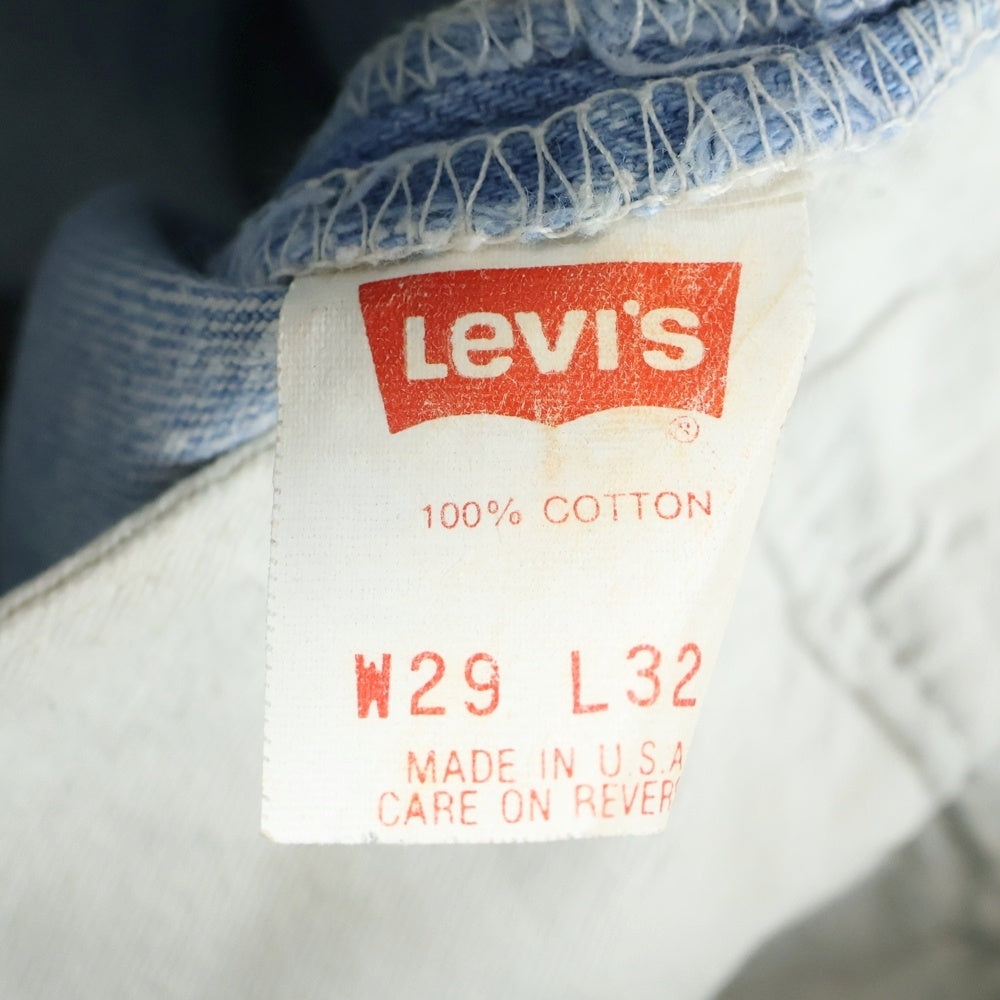 Levi's
®
100% COTTON
W29 L32
MADE IN U.S.A
CARE ON REVER